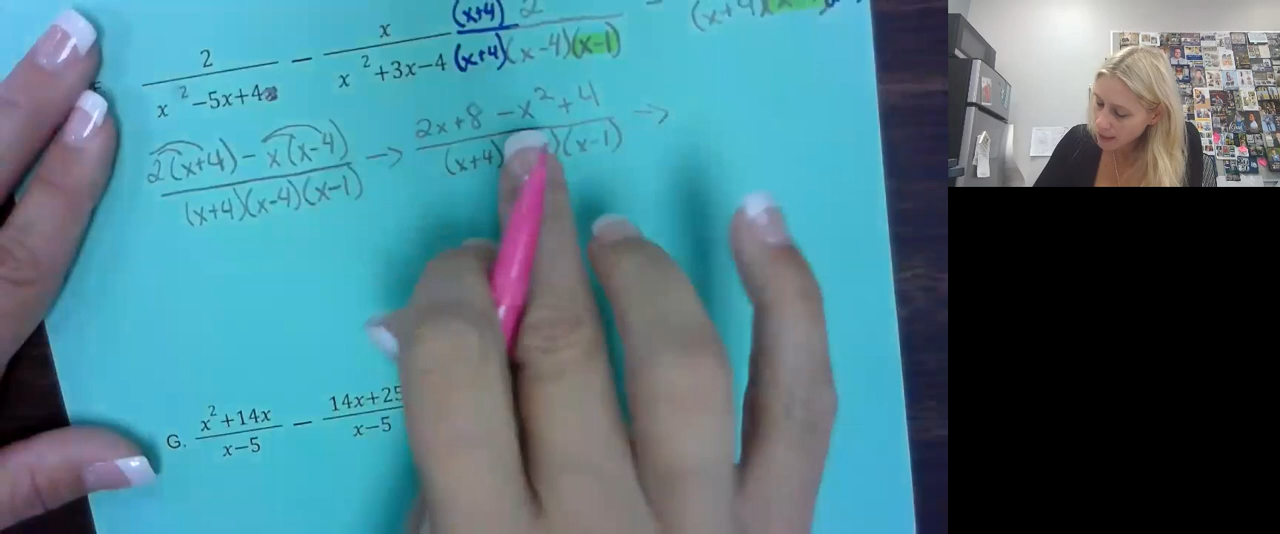 (x+4) 2
2/(x²−5x+4) − x/(x²+3x−4) (x+4)(x−4)(x−1) (x+4)(
2(x+4) − x(x−4) → 2x+8 −x²+4 →
(x+4)(x−4)(x−1) (x+4) )(x−1)
G. (x²+14x)/(x−5) − (14x+25)/(x−5)